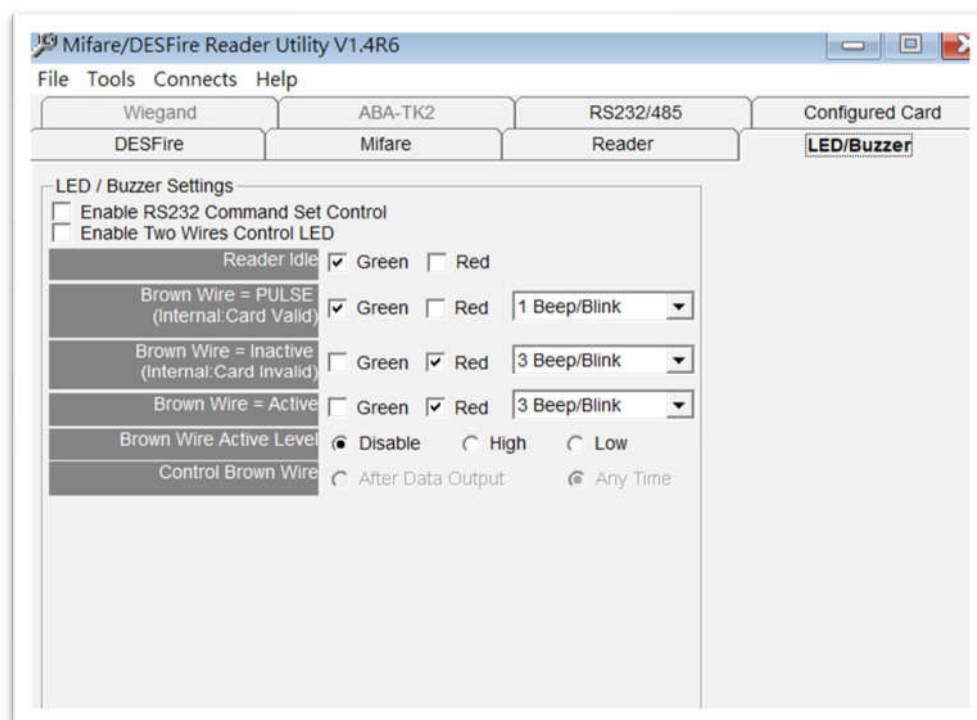 Mifare/DESFire Reader Utility V1.4R6
File Tools Connects Help
Wiegand ABA-TK2 RS232/485 Configured Card
DESFire Mifare Reader LED/Buzzer
LED / Buzzer Settings
Enable RS232 Command Set Control
Enable Two Wires Control LED
Reader Idle Green Red
Brown Wire = PULSE
(Internal:Card Valid) Green Red 1 Beep/Blink
Brown Wire = Inactive
(Internal:Card Invalid) Green Red 3 Beep/Blink
Brown Wire = Active Green Red 3 Beep/Blink
Brown Wire Active Level Disable High Low
Control Brown Wire After Data Output Any Time